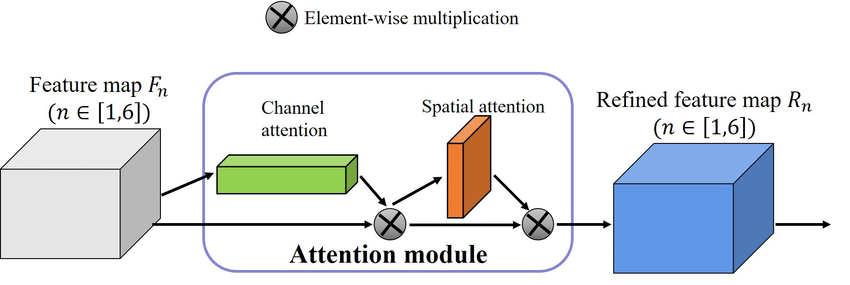 Element-wise multiplication
Feature map Fₙ
(n ∈ [1,6])
Channel
attention
Spatial attention
Refined feature map Rₙ
(n ∈ [1,6])
Attention module